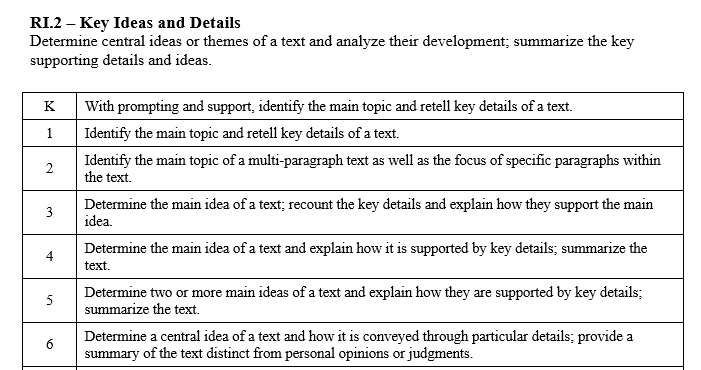 RI.2 – Key Ideas and Details
Determine central ideas or themes of a text and analyze their development; summarize the key
supporting details and ideas.
K With prompting and support, identify the main topic and retell key details of a text.
1 Identify the main topic and retell key details of a text.
2 Identify the main topic of a multi-paragraph text as well as the focus of specific paragraphs within
the text.
3 Determine the main idea of a text; recount the key details and explain how they support the main
idea.
4 Determine the main idea of a text and explain how it is supported by key details; summarize the
text.
5 Determine two or more main ideas of a text and explain how they are supported by key details;
summarize the text.
6 Determine a central idea of a text and how it is conveyed through particular details; provide a
summary of the text distinct from personal opinions or judgments.